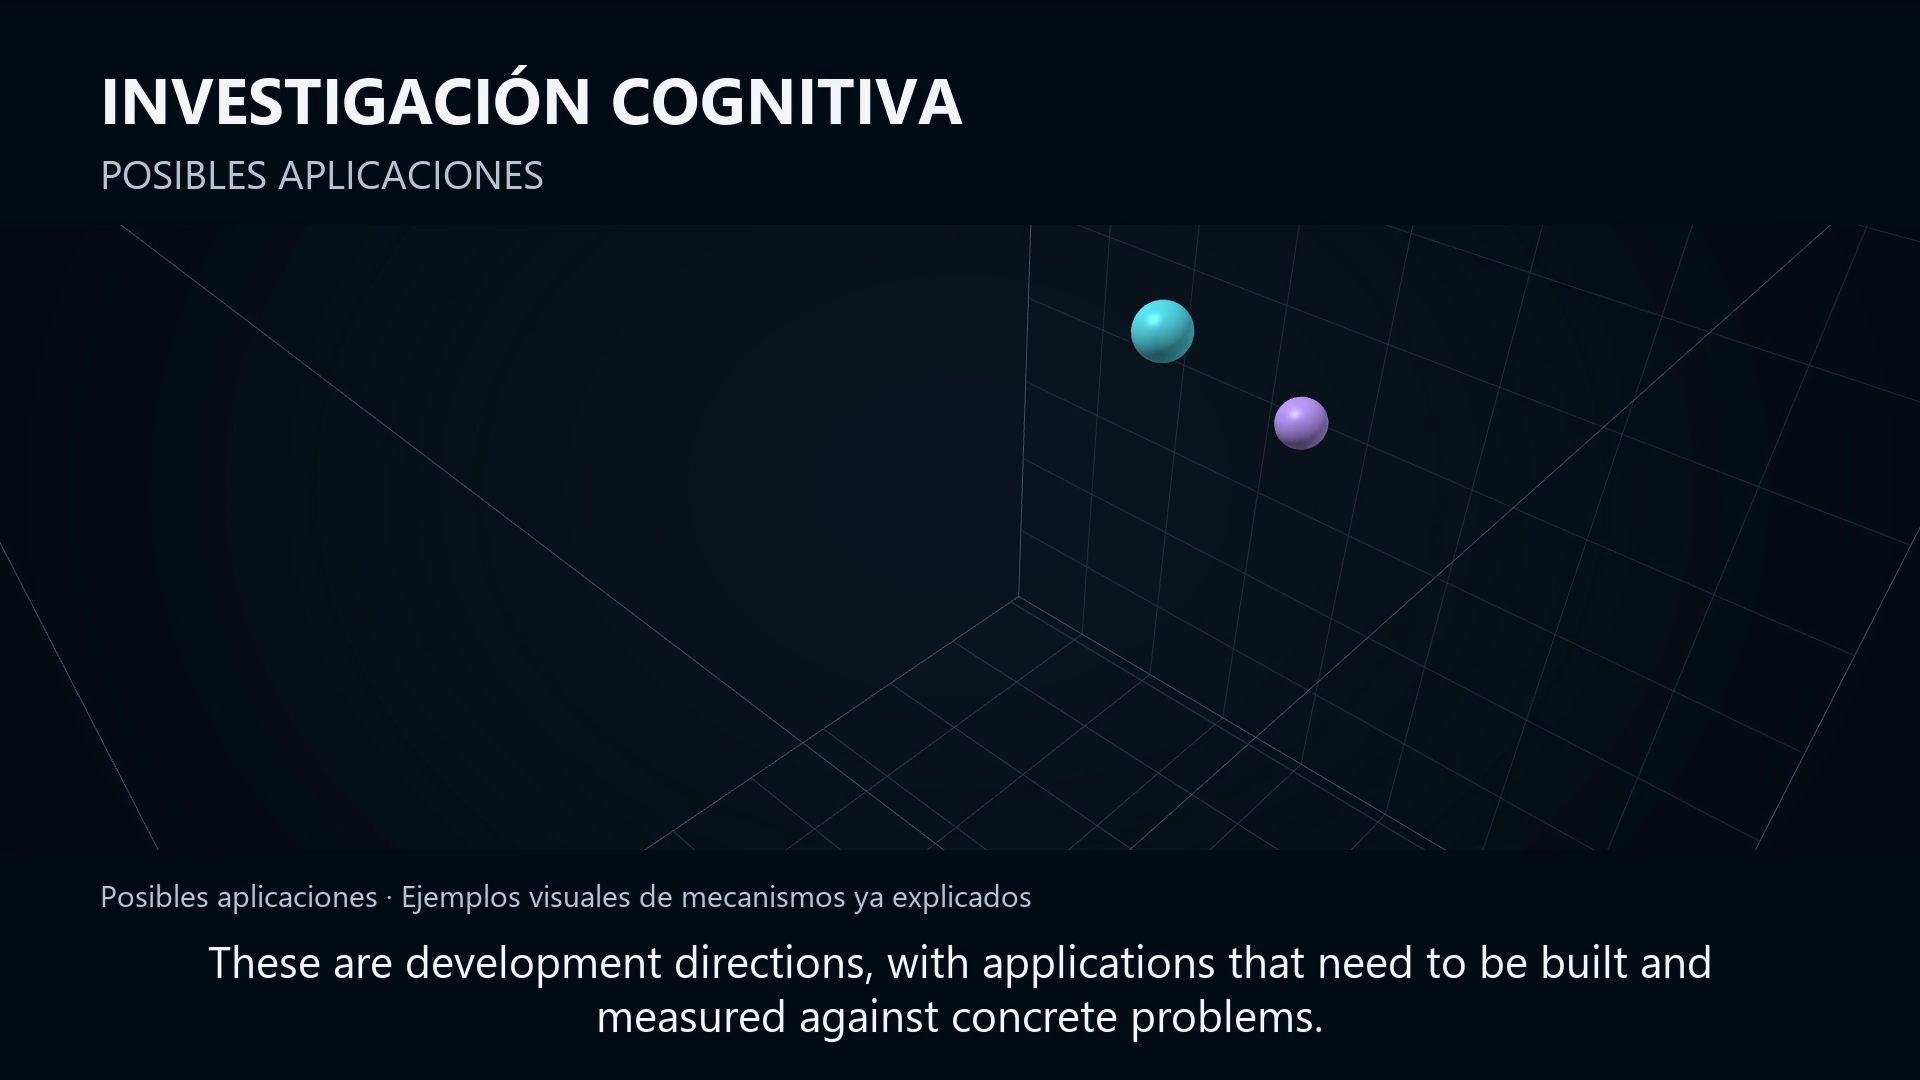 INVESTIGACIÓN COGNITIVA
POSIBLES APLICACIONES
Posibles aplicaciones · Ejemplos visuales de mecanismos ya explicados
These are development directions, with applications that need to be built and
measured against concrete problems.